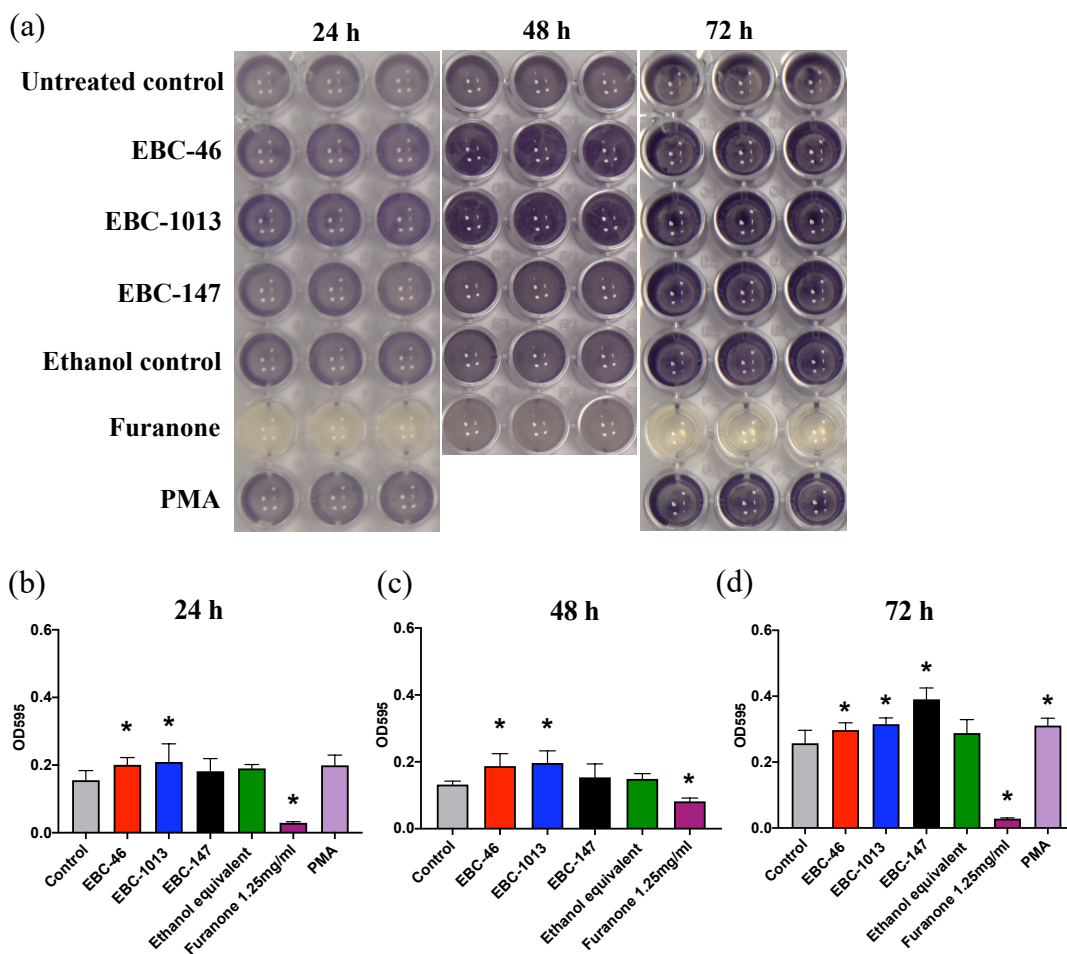 (a)
24 h
48 h
72 h
Untreated control
EBC-46
EBC-1013
EBC-147
Ethanol control
Furanone
PMA
(b)
24 h
0.6
0.4
0.2
0.0
OD595
*
*
*
Control
EBC-46
EBC-1013
EBC-147
Ethanol equivalent
Furanone 1.25mg/ml
PMA
(c)
48 h
0.6
0.4
0.2
0.0
OD595
*
*
*
Control
EBC-46
EBC-1013
EBC-147
Ethanol equivalent
Furanone 1.25mg/ml
(d)
72 h
0.6
0.4
0.2
0.0
OD595
*
*
*
*
*
Control
EBC-46
EBC-1013
EBC-147
Ethanol equivalent
Furanone 1.25mg/ml
PMA